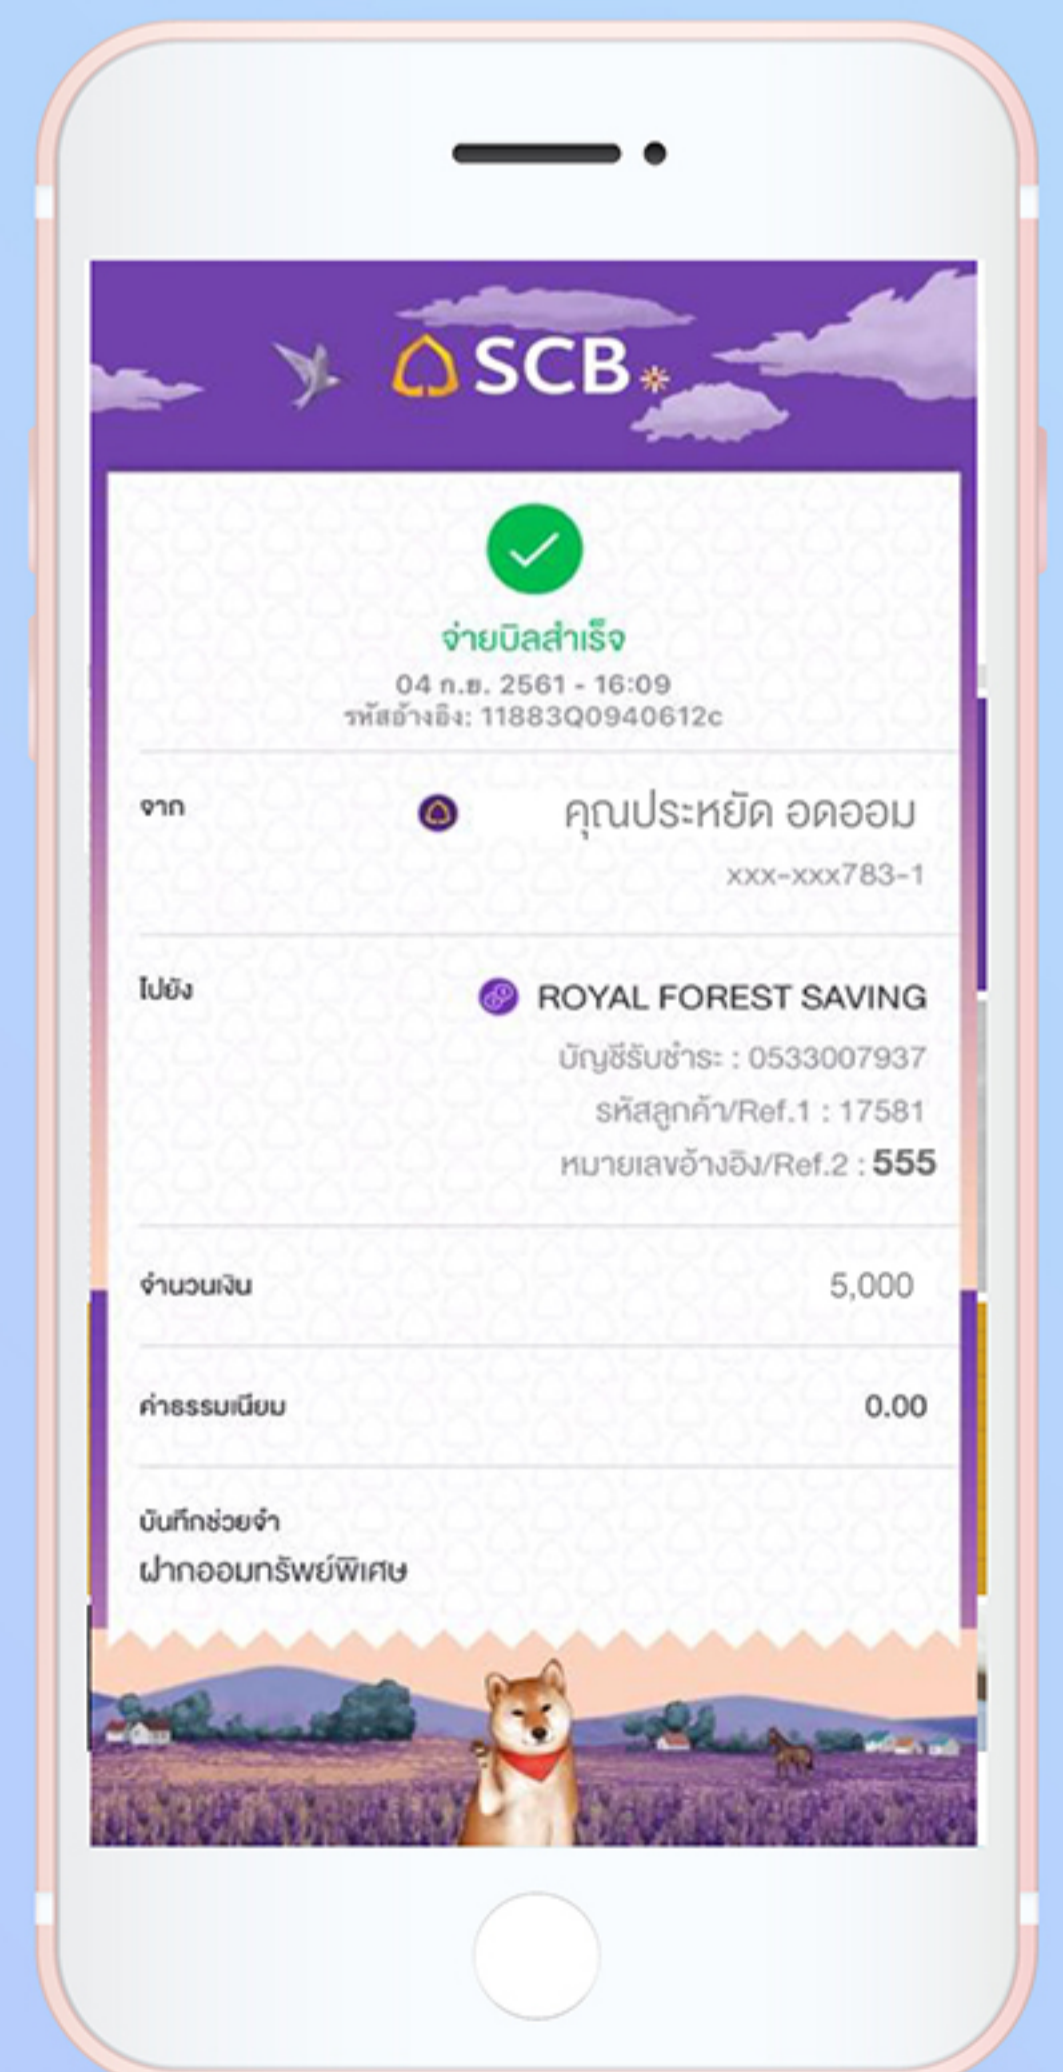 SCB
จ่ายบิลสำเร็จ
04 ก.ย. 2561 - 16:09
รหัสอ้างอิง: 11883Q0940612c
จาก คุณประหยัด อดออม
xxx-xxx783-1
ไปยัง ROYAL FOREST SAVING
บัญชีรับชำระ : 0533007937
รหัสลูกค้า/Ref.1 : 17581
หมายเลขอ้างอิง/Ref.2 : 555
จำนวนเงิน 5,000
ค่าธรรมเนียม 0.00
บันทึกช่วยจำ
ฝากออมทรัพย์พิเศษ